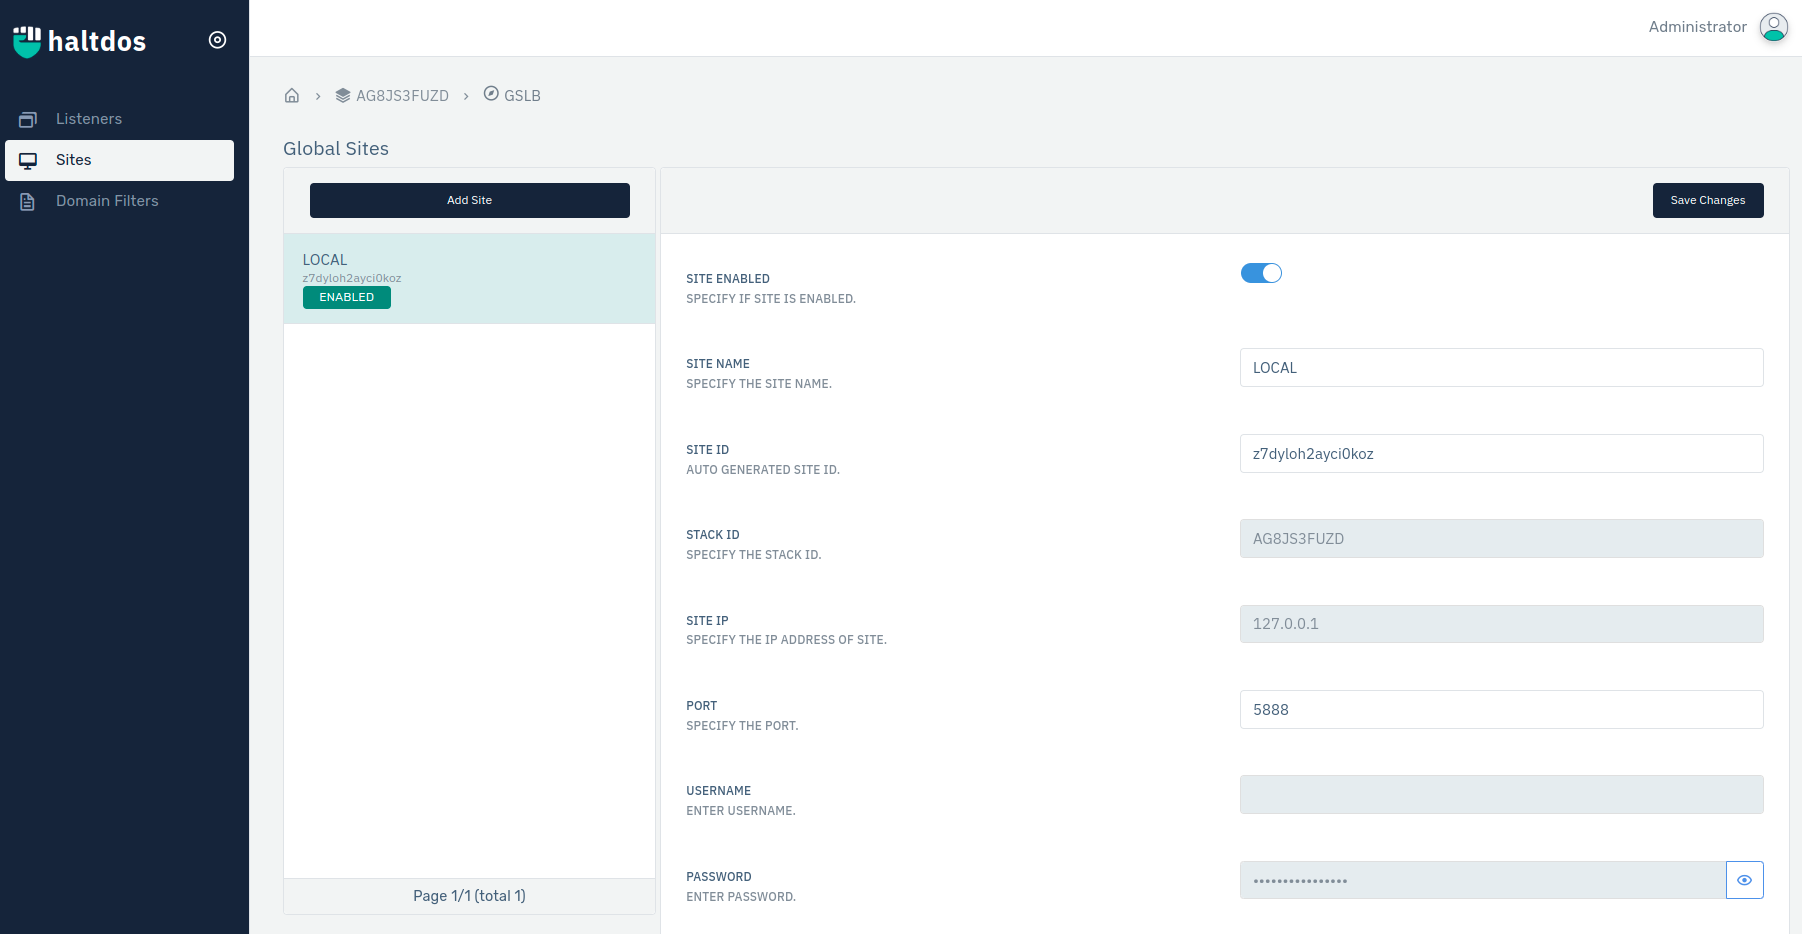 haltdos
Administrator
Listeners
Sites
Domain Filters
AG8JS3FUZD
GSLB
Global Sites
Add Site
Save Changes
LOCAL
z7dyloh2ayci0koz
ENABLED
SITE ENABLED
SPECIFY IF SITE IS ENABLED.
SITE NAME
SPECIFY THE SITE NAME.
LOCAL
SITE ID
AUTO GENERATED SITE ID.
z7dyloh2ayci0koz
STACK ID
SPECIFY THE STACK ID.
AG8JS3FUZD
SITE IP
SPECIFY THE IP ADDRESS OF SITE.
127.0.0.1
PORT
SPECIFY THE PORT.
5888
USERNAME
ENTER USERNAME.
PASSWORD
ENTER PASSWORD.
••••••••••••••••
Page 1/1 (total 1)